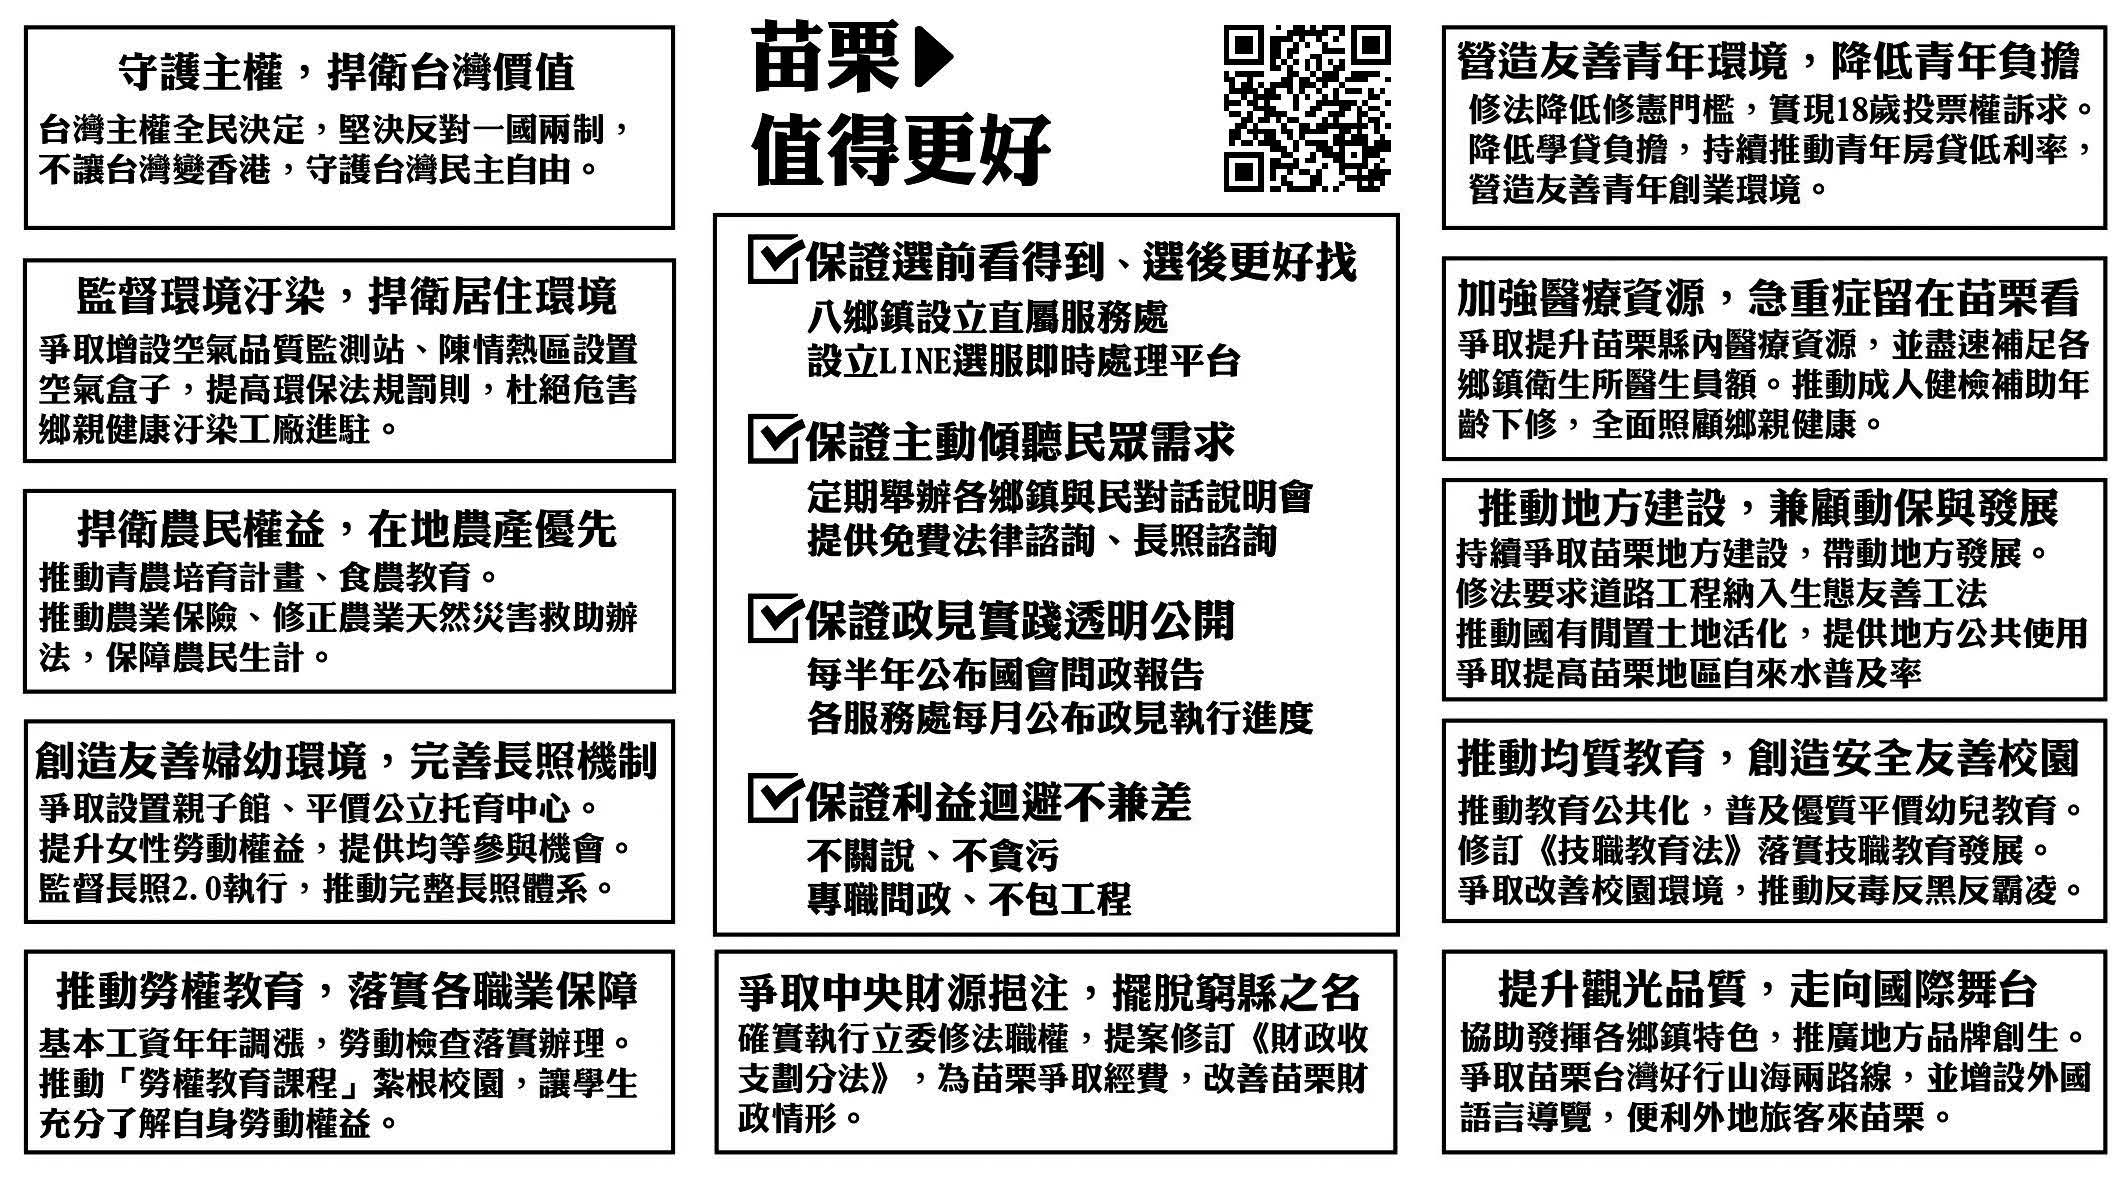 守護主權，捍衛台灣價值
台灣主權全民決定，堅決反對一國兩制，
不讓台灣變香港，守護台灣民主自由。
監督環境汙染，捍衛居住環境
爭取增設空氣品質監測站、陳情熱區設置
空氣盒子，提高環保法規罰則，杜絕危害
鄉親健康汙染工廠進駐。
捍衛農民權益，在地農產優先
推動青農培育計畫、食農教育。
推動農業保險、修正農業天然災害救助辦
法，保障農民生計。
創造友善婦幼環境，完善長照機制
爭取設置親子館、平價公立托育中心。
提升女性勞動權益，提供均等參與機會。
監督長照2.0執行，推動完整長照體系。
推動勞權教育，落實各職業保障
基本工資年年調漲，勞動檢查落實辦理。
推動「勞權教育課程」紮根校園，讓學生
充分了解自身勞動權益。
苗栗
值得更好
保證選前看得到、選後更好找
八鄉鎮設立直屬服務處
設立LINE選服即時處理平台
保證主動傾聽民眾需求
定期舉辦各鄉鎮與民對話說明會
提供免費法律諮詢、長照諮詢
保證政見實踐透明公開
每半年公布國會問政報告
各服務處每月公布政見執行進度
保證利益迴避不兼差
不關說、不貪污
專職問政、不包工程
爭取中央財源挹注，擺脫窮縣之名
確實執行立委修法職權，提案修訂《財政收
支劃分法》，為苗栗爭取經費，改善苗栗財
政情形。
營造友善青年環境，降低青年負擔
修法降低修憲門檻，實現18歲投票權訴求。
降低學貸負擔，持續推動青年房貸低利率，
營造友善青年創業環境。
加強醫療資源，急重症留在苗栗看
爭取提升苗栗縣內醫療資源，並盡速補足各
鄉鎮衛生所醫生員額。推動成人健檢補助年
齡下修，全面照顧鄉親健康。
推動地方建設，兼顧動保與發展
持續爭取苗栗地方建設，帶動地方發展。
修法要求道路工程納入生態友善工法
推動國有閒置土地活化，提供地方公共使用
爭取提高苗栗地區自來水普及率
推動均質教育，創造安全友善校園
推動教育公共化，普及優質平價幼兒教育。
修訂《技職教育法》落實技職教育發展。
爭取改善校園環境，推動反毒反黑反霸凌。
提升觀光品質，走向國際舞台
協助發揮各鄉鎮特色，推廣地方品牌創生。
爭取苗栗台灣好行山海兩路線，並增設外國
語言導覽，便利外地旅客來苗栗。